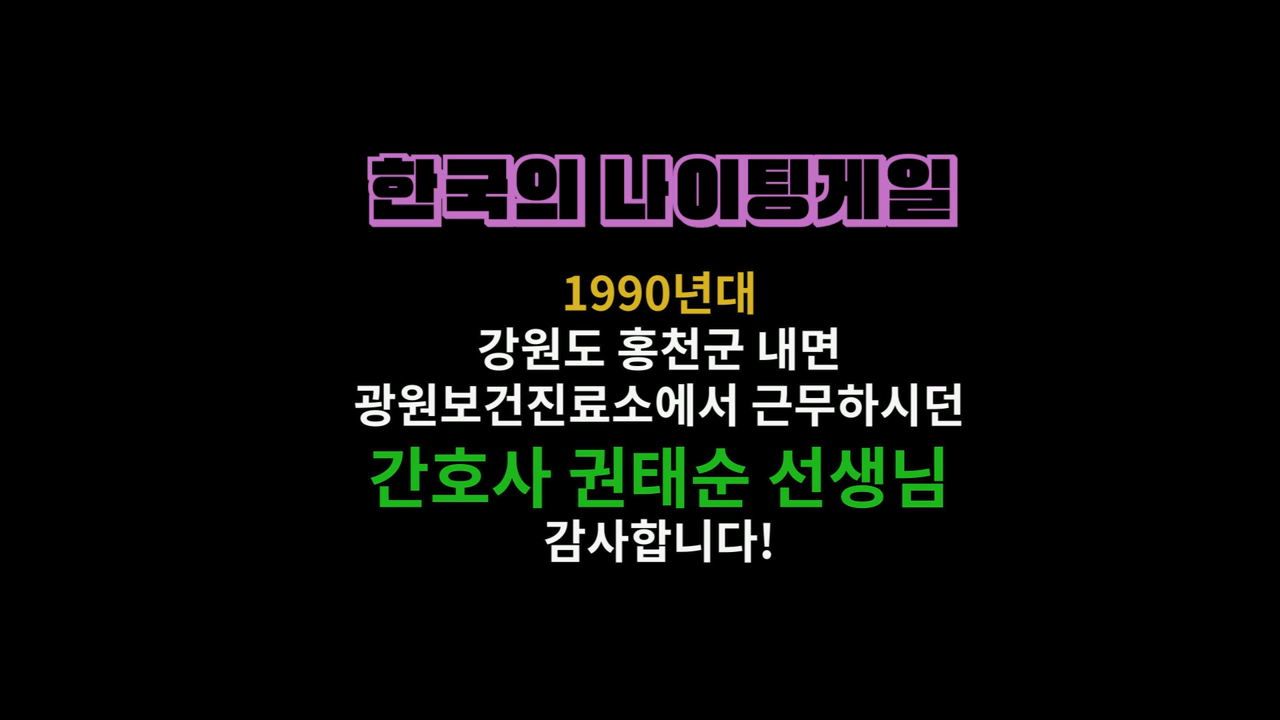 한국의 나이팅게일
1990년대
강원도 홍천군 내면
광원보건진료소에서 근무하시던
간호사 권태순 선생님
감사합니다!